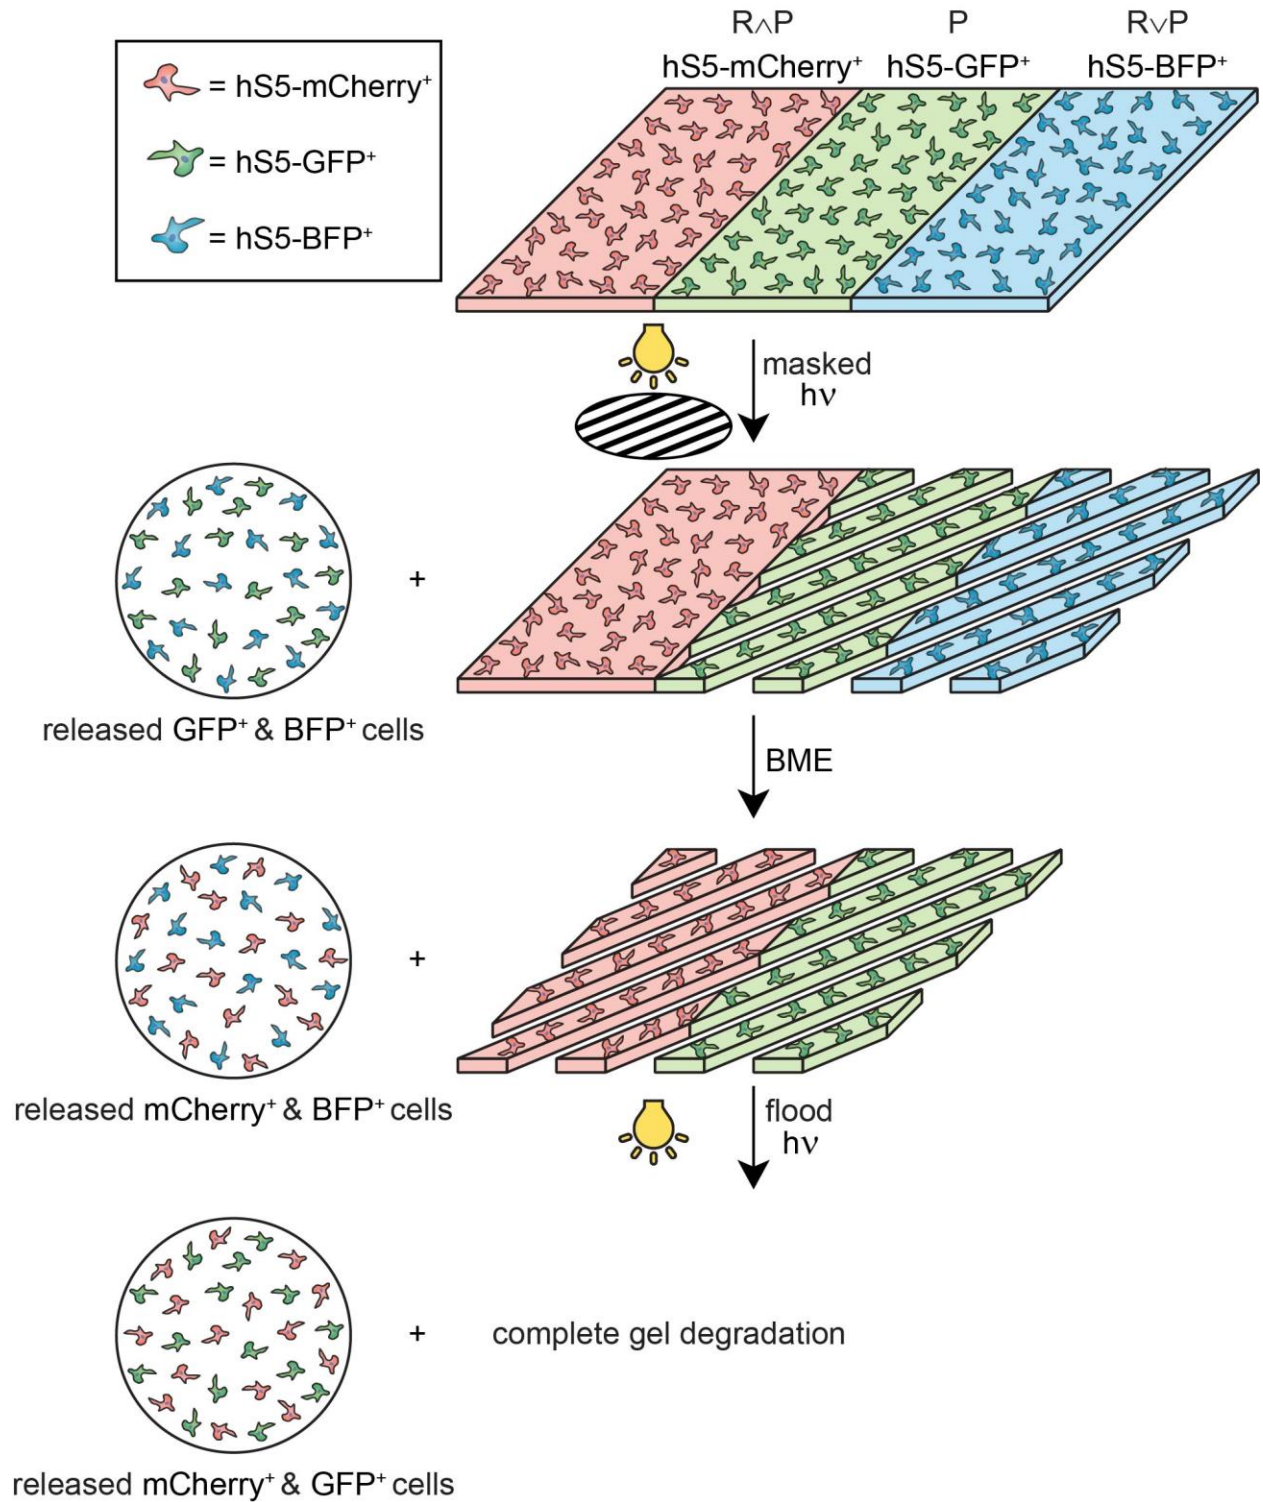 R∧P P R∨P
hS5-mCherry⁺ hS5-GFP⁺ hS5-BFP⁺
= hS5-mCherry⁺
= hS5-GFP⁺
= hS5-BFP⁺
masked
hν
+
released GFP⁺ & BFP⁺ cells
BME
+
released mCherry⁺ & BFP⁺ cells
flood
hν
+ complete gel degradation
released mCherry⁺ & GFP⁺ cells